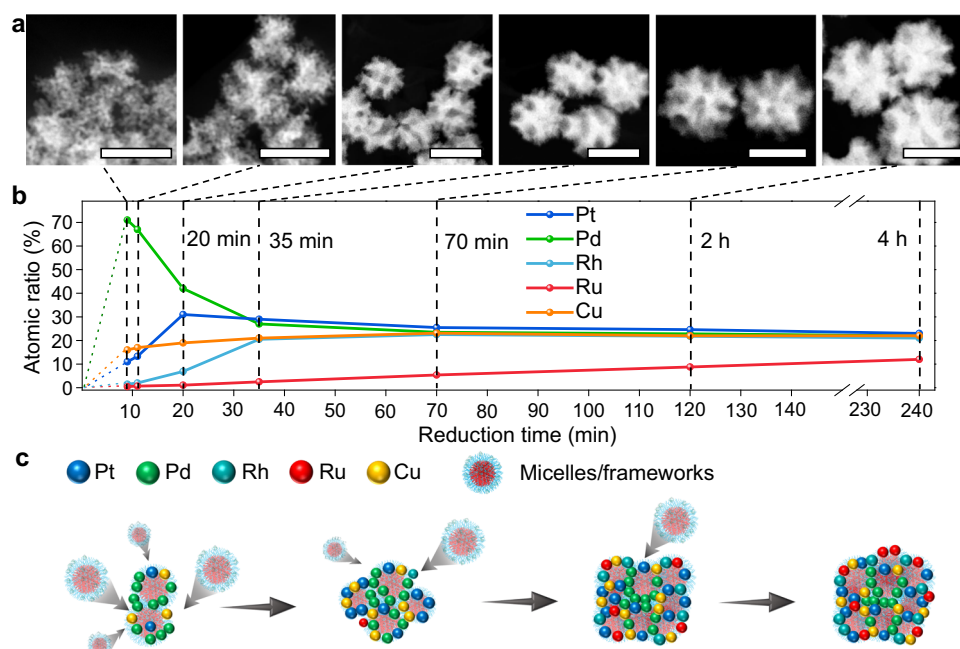 a
b
70
60
50
40
30
20
10
0
Atomic ratio (%)
20 min
35 min
70 min
2 h
4 h
Pt
Pd
Rh
Ru
Cu
10 20 30 40 50 60 70 80 90 100 110 120 130 140 230 240
Reduction time (min)
c
Pt Pd Rh Ru Cu Micelles/frameworks